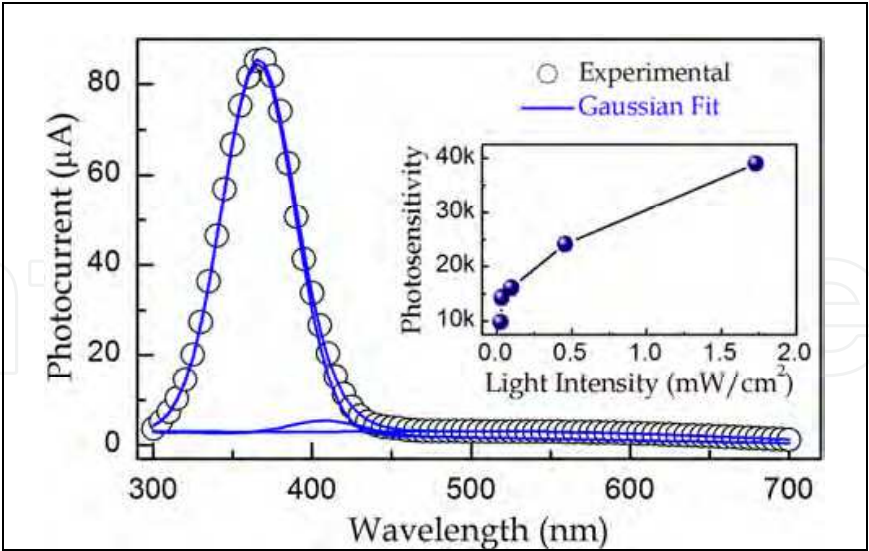 Experimental
Gaussian Fit
Photocurrent (μA)
80
60
40
20
0
300
400
500
600
700
Wavelength (nm)
Photosensitivity
40k
30k
20k
10k
0.0
0.5
1.0
1.5
2.0
Light Intensity (mW/cm²)